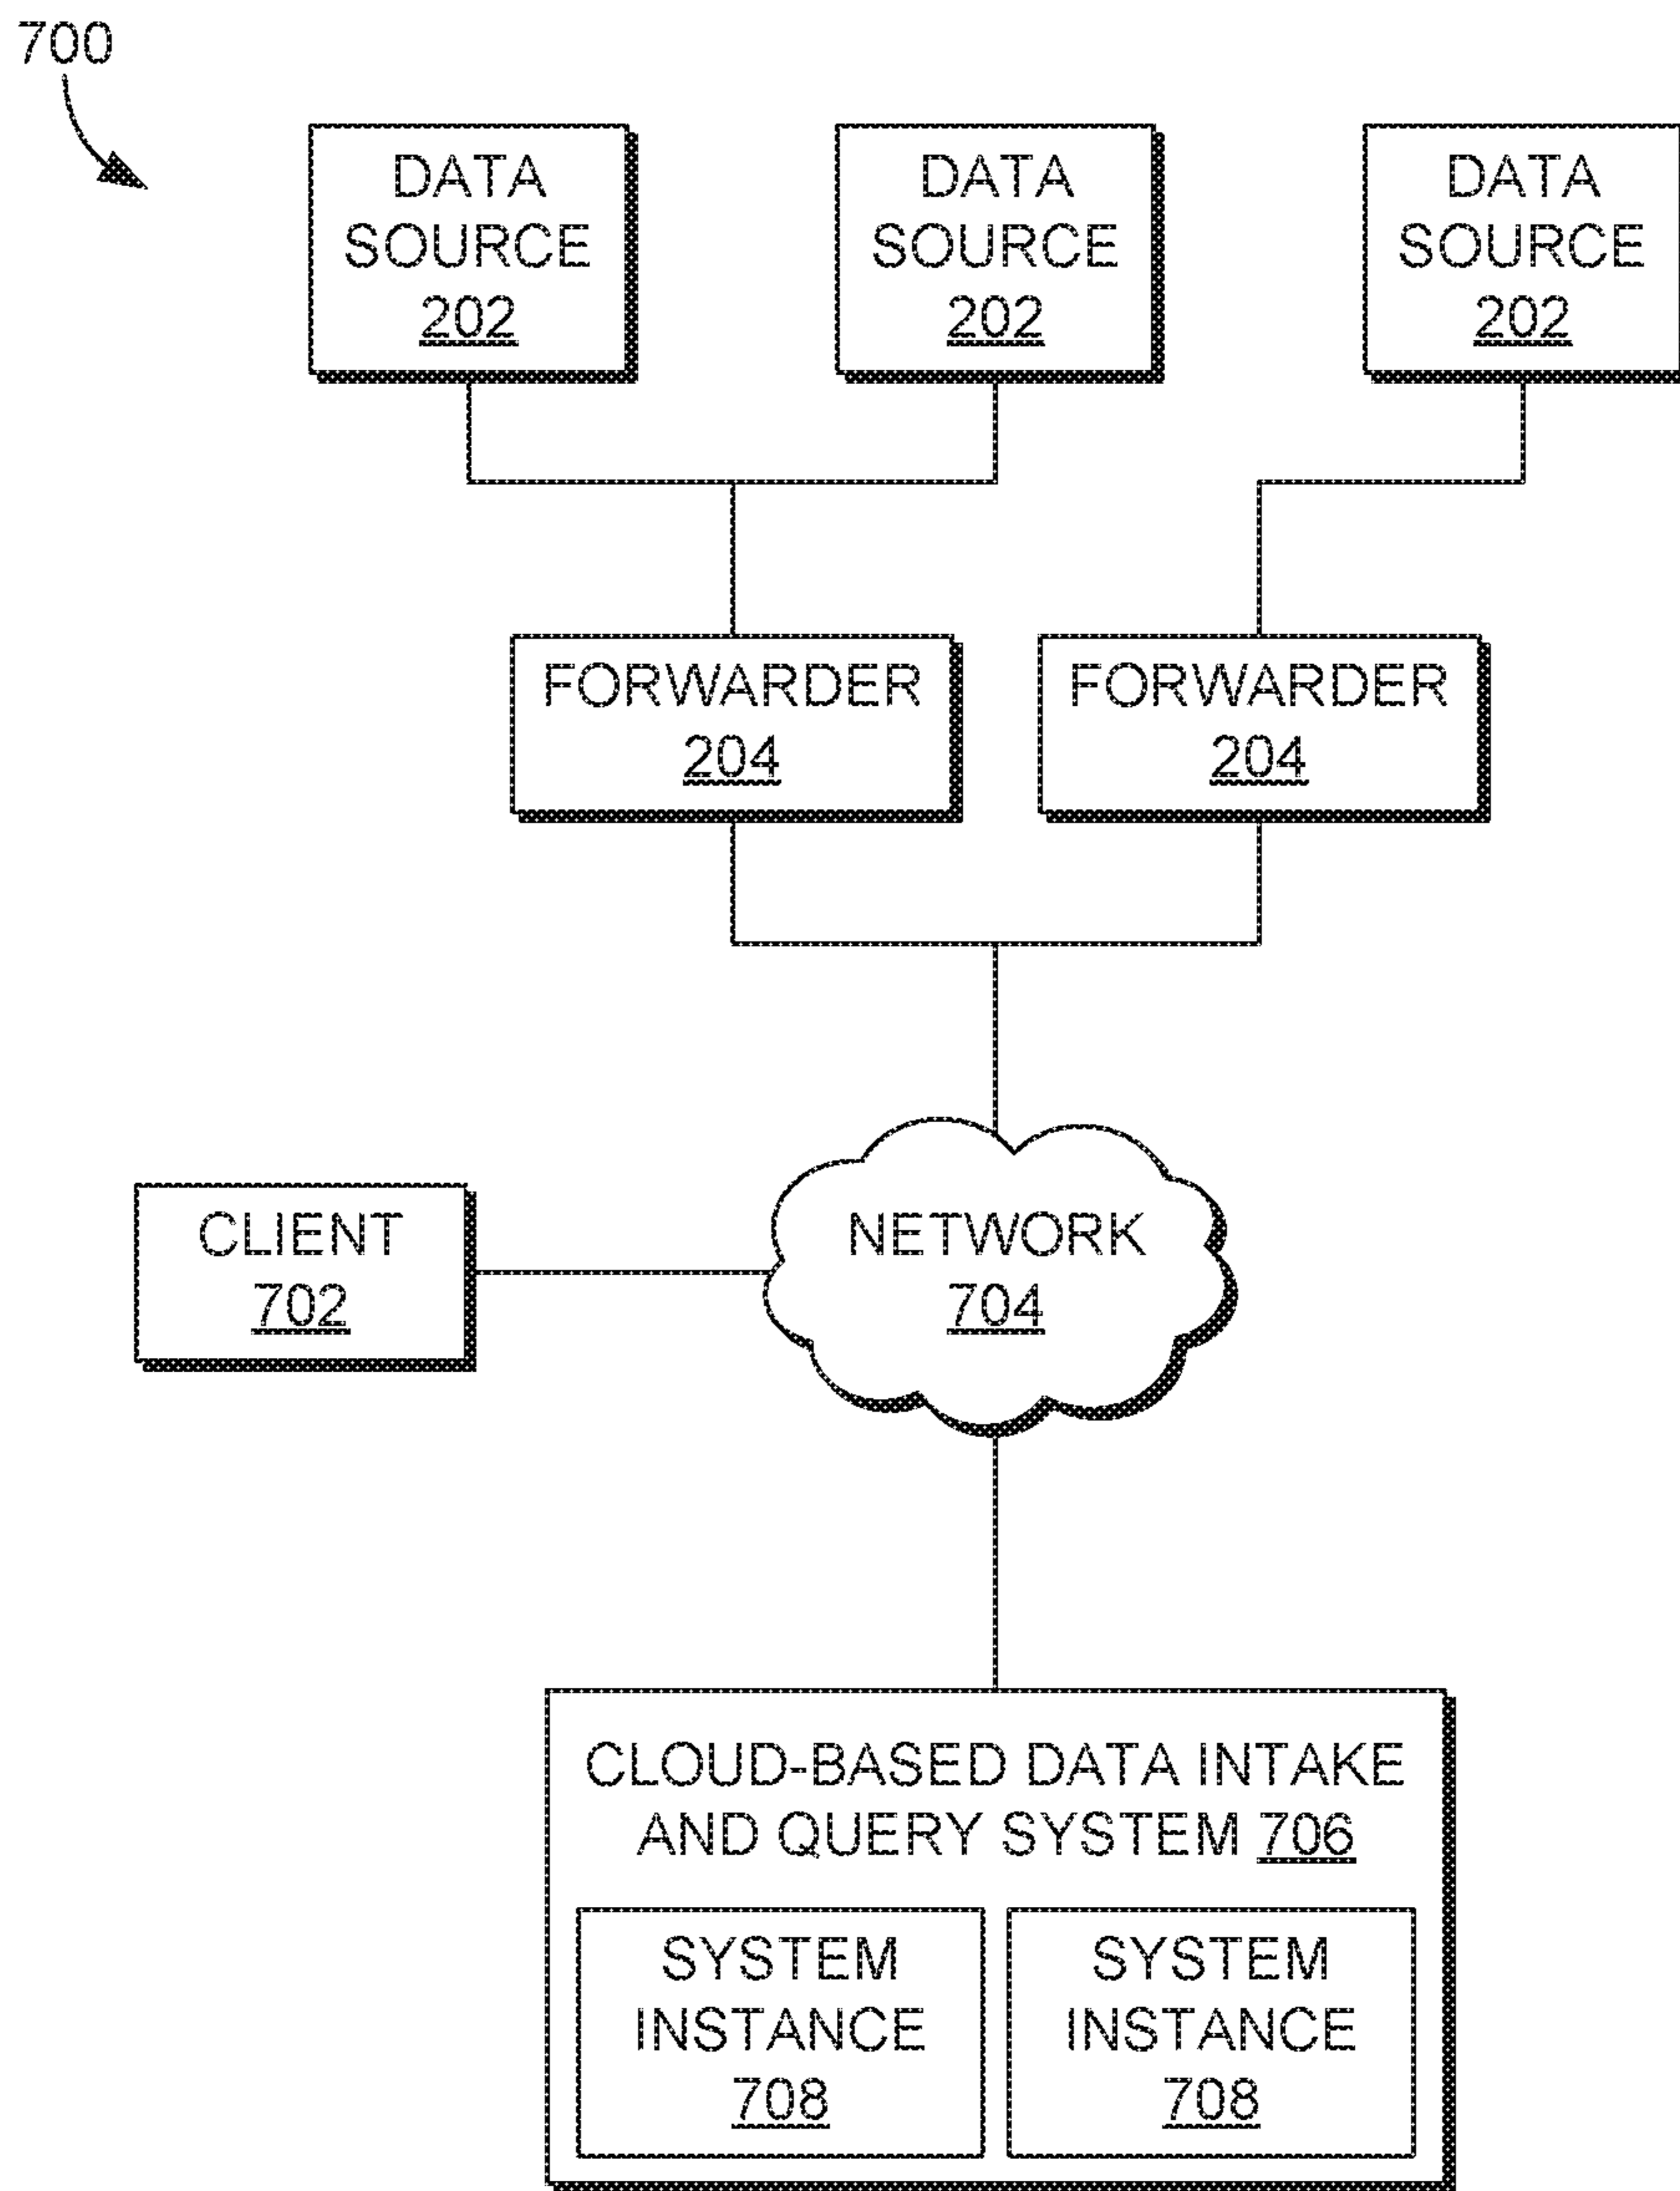 700
DATA
SOURCE
202
DATA
SOURCE
202
DATA
SOURCE
202
FORWARDER
204
FORWARDER
204
CLIENT
702
NETWORK
704
CLOUD-BASED DATA INTAKE
AND QUERY SYSTEM 706
SYSTEM
INSTANCE
708
SYSTEM
INSTANCE
708